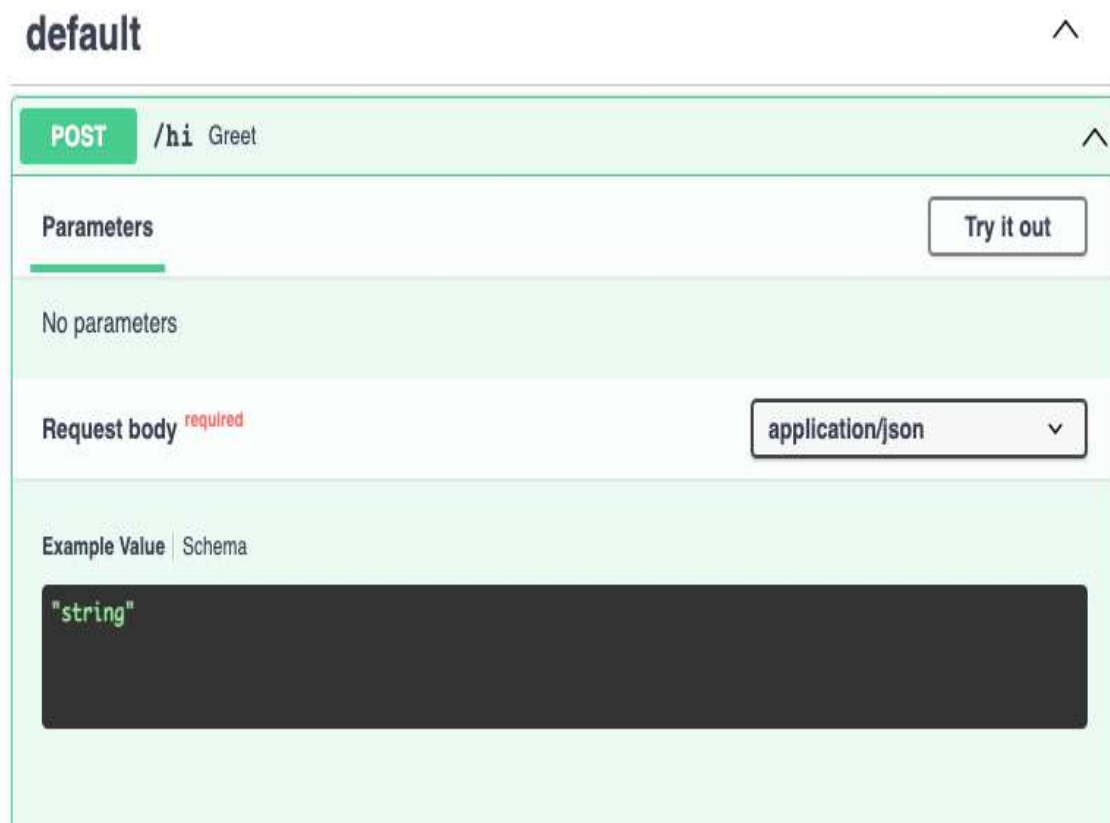 default
POST /hi Greet
Parameters Try it out
No parameters
Request body required application/json
Example Value Schema
"string"